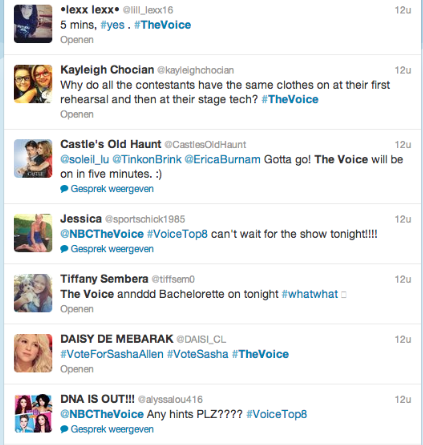 •lexx lexx• @lill_lexx16 12u
5 mins, #yes . #TheVoice
Openen
Kayleigh Chocian @kayleighchocian 12u
Why do all the contestants have the same clothes on at their first
rehearsal and then at their stage tech? #TheVoice
Openen
Castle's Old Haunt @CastlesOldHaunt 12u
@soleil_lu @TinkonBrink @EricaBurnam Gotta go! The Voice will be
on in five minutes. :)
Gesprek weergeven
Jessica @sportschick1985 12u
@NBCTheVoice #VoiceTop8 can't wait for the show tonight!!!!
Gesprek weergeven
Tiffany Sembera @tiffsem0 12u
The Voice annddd Bachelorette on tonight #whatwhat
Openen
DAISY DE MEBARAK @DAISI_CL 12u
#VoteForSashaAllen #VoteSasha #TheVoice
Openen
DNA IS OUT!!! @alyssalou416 12u
@NBCTheVoice Any hints PLZ???? #VoiceTop8
Gesprek weergeven